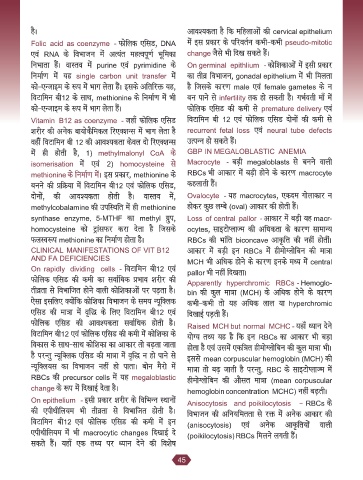 है।
Folic acid as coenzyme - फोलिक एसिड, DNA
एवं RNA के विभाजन में अत्यंत महत्वपूर्ण भूमिका
निभाता हैं। वास्तव में purine एवं pyrimidine के
निर्माण में यह single carbon unit transfer में
को-एन्जाइम के रूप में भाग लेता हैं। इसके अतिरिक्त यह,
विटामिन बी12 के साथ, methionine के निर्माण में भी
को-एन्जाइम के रूप में भाग लेता हैं।
Vitamin B12 as coenzyme - जहाँ फोलिक एसिड
शरीर की अनेक बायोकेमिकल रिएक्शन्स में भाग लेता है
वहीं विटामिन बी 12 की आवश्यकता केवल दो रिएक्शन्स
में ही होती है, 1) methylmalonyl CoA के
isomerisation में एवं 2) homocysteine से
methionine के निर्माण में। इस प्रकार, methionine के
बनने की प्रक्रिया में विटामिन बी12 एवं फोलिक एसिड,
दोनों, की आवश्यकता होती है। वास्तव में,
methylcobalamine की उपस्थिति में ही methionine
synthase enzyme, 5-MTHF का methyl ग्रुप,
homocysteine को ट्रांसफर करा देता है जिसके
फलस्वरूप methionine का निर्माण होता हैं।
CLINICAL MANIFESTATIONS OF VIT B12
AND FA DEFICIENCIES
On rapidly dividing cells - विटामिन बी12 एवं
फोलिक एसिड की कमी का सर्वाधिक प्रभाव शरीर की
तीव्रता से विभाजित होने वाली कोशिकाओं पर पड़ता है।
ऐसा इसलिए क्योंकि कोशिका विभाजन के समय न्यूक्लिक
एसिड की मात्रा में वृद्धि के लिए विटामिन बी12 एवं
फोलिक एसिड की आवश्यकता सर्वाधिक होती है।
विटामिन बी12 एवं फोलिक एसिड की कमी में कोशिका के
विकास के साथ-साथ कोशिका का आकार तो बढ़ता जाता
है परन्तु न्यूक्लिक एसिड की मात्रा में वृद्धि न हो पाने से
न्यूक्लियस का विभाजन नहीं हो पाता। बोन मैरो में
RBCs की precursor cells में यह megaloblastic
change के रूप में दिखाई देता है।
On epithelium - इसी प्रकार शरीर के विभिन्न स्थानों
की एपीथीलियम भी तीव्रता से विभाजित होती है।
विटामिन बी12 एवं फोलिक एसिड की कमी में इन
एपीथीलियम में भी macrocytic changes दिखाई दे
सकते हैं। यहाँ एक तथ्य पर ध्यान देने की विशेष
आवश्यकता है कि महिलाओं की cervical epithelium
में इस प्रकार के परिवर्तन कभी-कभी pseudo-mitotic
change जैसे भी दिख सकते हैं।
On germinal epithlium - कोशिकाओं में इसी प्रकार
का तीव्र विभाजन, gonadal epithelium में भी मिलता
है जिसके कारण male एवं female gametes के न
बन पाने से infertility तक हो सकती है। गर्भवती माँ में
फोलिक एसिड की कमी से premature delivery एवं
विटामिन बी 12 एवं फोलिक एसिड दोनों की कमी से
recurrent fetal loss एवं neural tube defects
उत्पन्न हो सकते हैं।
GBP IN MEGALOBLASTIC ANEMIA
Macrocyte - बड़ी megaloblasts से बनने वाली
RBCs भी आकार में बड़ी होने के कारण macrocyte
कहलाती हैं।
Ovalocyte - यह macrocytes, एकदम गोलाकार न
होकर कुछ लम्बे (oval) आकार की होती हैं।
Loss of central pallor - आकार में बड़ी यह macr-
ocytes, साइटोप्लाज्म की अधिकता के कारण सामान्य
RBCs की भांति biconcave आकृति की नहीं होतीं।
आकार में बड़ी इन RBCs में हीमोग्लोबिन की मात्रा
MCH भी अधिक होने के कारण इनके मध्य में central
pallor भी नहीं दिखता।
Apparently hyperchromic RBCs - Hemoglo-
bin की कुल मात्रा (MCH) के अधिक होने के कारण
कभी-कभी तो यह अधिक लाल या hyperchromic
दिखाई पड़ती हैं।
Raised MCH but normal MCHC - यहाँ ध्यान देने
योग्य तथ्य यह है कि इन RBCs का आकार भी बड़ा
होता है एवं उसमें एकत्रित हीमोग्लोबिन की कुल मात्रा भी।
इससे mean corpuscular hemoglobin (MCH) की
मात्रा तो बढ़ जाती है परन्तु, RBC के साइटोप्लाज्म में
हीमोग्लोबिन की औसत मात्रा (mean corpuscular
hemoglobin concentration MCHC) नहीं बढ़ती।
Anisocytosis and poikilocytosis - RBCs के
विभाजन की अनियमितता से रक्त में अनेक आकार की
(anisocytosis) एवं अनेक आकृतियों वाली
(poikilocytosis) RBCs मिलने लगती हैं।
45